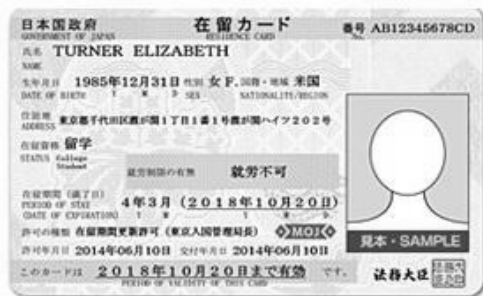 日本国政府 在留カード 番号 AB12345678CD
GOVERNMENT OF JAPAN RESIDENCE CARD No.
氏名 TURNER ELIZABETH
NAME
生年月日 1985年12月31日 性別 女 F. 国籍・地域 米国
DATE OF BIRTH Y M D SEX NATIONALITY/REGION
住居地 東京都千代田区霞が関1丁目1番1号霞が関ハイツ202号
ADDRESS
在留資格 留学
STATUS College
Student
就労制限の有無 就労不可
在留期間(満了日)
PERIOD OF STAY 4年3月(2018年10月20日)
(DATE OF EXPIRATION) Y M Y M D
許可の種類 在留期間更新許可(東京入国管理局長) MOJ
見本・SAMPLE
許可年月日 2014年06月10日 交付年月日 2014年06月10日
このカードは 2018年10月20日まで有効 です。 法務大臣
PERIOD OF VALIDITY OF THIS CARD